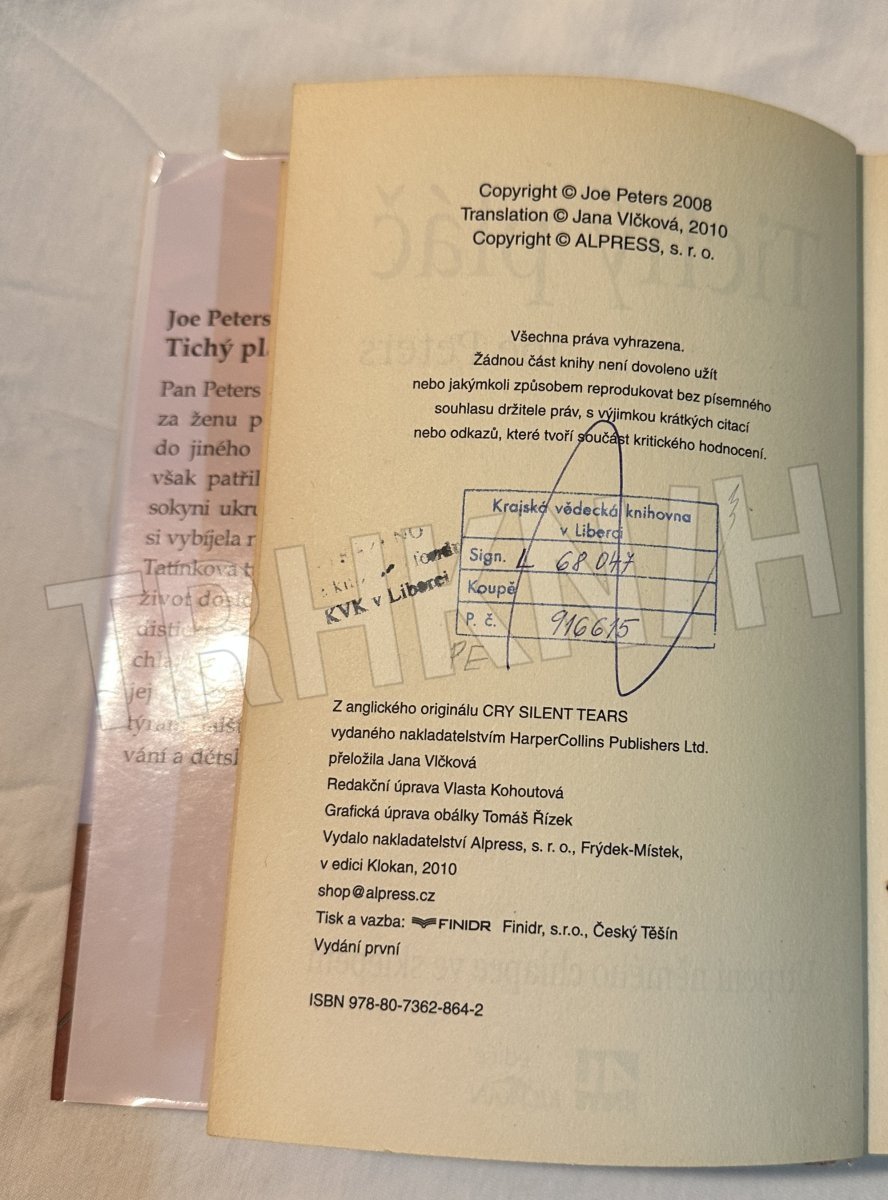 Joe Peters
Tichý
Pan Peters
za ženu
do jiného
však patřil
sokyni
si vybíjela
Tatínkova
život
vání a
Copyright © Joe Peters 2008
Translation © Jana Vlčková, 2010
Copyright © ALPRESS, s. r. o.
Všechna práva vyhrazena.
Žádnou část knihy není dovoleno užít
nebo jakýmkoli způsobem reprodukovat bez písemného
souhlasu držitele práv, s výjimkou krátkých citací
nebo odkazů, které tvoří součást kritického hodnocení.
Krajská vědecká knihovna
v Liberci
Sign. L 68 047
Koupě
P. č. 916615
KVK v Liberci
PE
TRHKNIH
Z anglického originálu CRY SILENT TEARS
vydaného nakladatelstvím HarperCollins Publishers Ltd.
přeložila Jana Vlčková
Redakční úprava Vlasta Kohoutová
Grafická úprava obálky Tomáš Řízek
Vydalo nakladatelství Alpress, s. r. o., Frýdek-Místek,
v edici Klokan, 2010
shop@alpress.cz
Tisk a vazba: FINIDR Finidr, s.r.o., Český Těšín
Vydání první
ISBN 978-80-7362-864-2